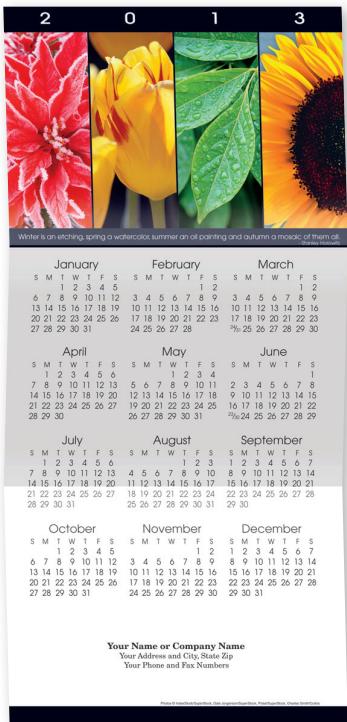 2 0 1 3
Winter is an etching, spring a watercolor, summer an oil painting and autumn a mosaic of them all.
-Stanley Horowitz
January
S M T W T F S
1 2 3 4 5
6 7 8 9 10 11 12
13 14 15 16 17 18 19
20 21 22 23 24 25 26
27 28 29 30 31
February
S M T W T F S
1 2
3 4 5 6 7 8 9
10 11 12 13 14 15 16
17 18 19 20 21 22 23
24 25 26 27 28
March
S M T W T F S
1 2
3 4 5 6 7 8 9
10 11 12 13 14 15 16
17 18 19 20 21 22 23
24/31 25 26 27 28 29 30
April
S M T W T F S
1 2 3 4 5 6
7 8 9 10 11 12 13
14 15 16 17 18 19 20
21 22 23 24 25 26 27
28 29 30
May
S M T W T F S
1 2 3 4
5 6 7 8 9 10 11
12 13 14 15 16 17 18
19 20 21 22 23 24 25
26 27 28 29 30 31
June
S M T W T F S
1
2 3 4 5 6 7 8
9 10 11 12 13 14 15
16 17 18 19 20 21 22
23/30 24 25 26 27 28 29
July
S M T W T F S
1 2 3 4 5 6
7 8 9 10 11 12 13
14 15 16 17 18 19 20
21 22 23 24 25 26 27
28 29 30 31
August
S M T W T F S
1 2 3
4 5 6 7 8 9 10
11 12 13 14 15 16 17
18 19 20 21 22 23 24
25 26 27 28 29 30 31
September
S M T W T F S
1 2 3 4 5 6 7
8 9 10 11 12 13 14
15 16 17 18 19 20 21
22 23 24 25 26 27 28
29 30
October
S M T W T F S
1 2 3 4 5
6 7 8 9 10 11 12
13 14 15 16 17 18 19
20 21 22 23 24 25 26
27 28 29 30 31
November
S M T W T F S
1 2
3 4 5 6 7 8 9
10 11 12 13 14 15 16
17 18 19 20 21 22 23
24 25 26 27 28 29 30
December
S M T W T F S
1 2 3 4 5 6 7
8 9 10 11 12 13 14
15 16 17 18 19 20 21
22 23 24 25 26 27 28
29 30 31
Your Name or Company Name
Your Address and City, State Zip
Your Phone and Fax Numbers
Photos © IndexStock/SuperStock, Dale Jorgenson/SuperStock, Pixtal/SuperStock, Charles Smith/Corbis